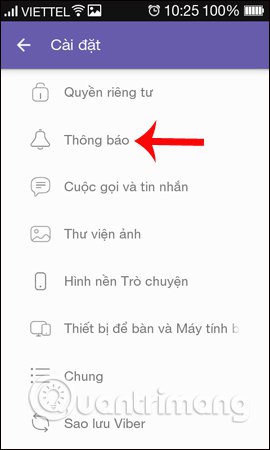 VIETTEL 10:25 100%
Cài đặt
Quyền riêng tư
Thông báo
Cuộc gọi và tin nhắn
Thư viện ảnh
Hình nền Trò chuyện
Thiết bị để bàn và Máy tính b
Chung
Quantrimang
Sao lưu Viber